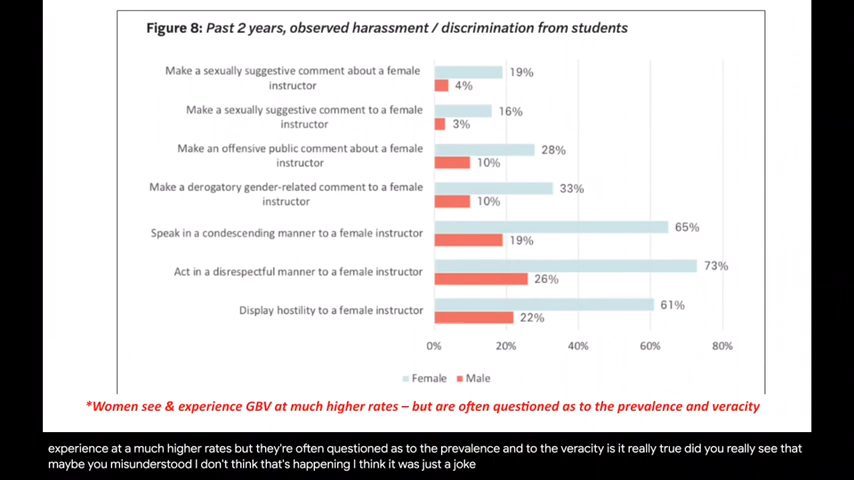 Figure 8: Past 2 years, observed harassment / discrimination from students
Make a sexually suggestive comment about a female
instructor
19%
4%
Make a sexually suggestive comment to a female
instructor
16%
3%
Make an offensive public comment about a female
instructor
28%
10%
Make a derogatory gender-related comment to a female
instructor
33%
10%
Speak in a condescending manner to a female instructor
65%
19%
Act in a disrespectful manner to a female instructor
73%
26%
Display hostility to a female instructor
61%
22%
0% 20% 40% 60% 80%
Female Male
*Women see & experience GBV at much higher rates – but are often questioned as to the prevalence and veracity
experience at a much higher rates but they're often questioned as to the prevalence and to the veracity is it really true did you really see that
maybe you misunderstood I don't think that's happening I think it was just a joke